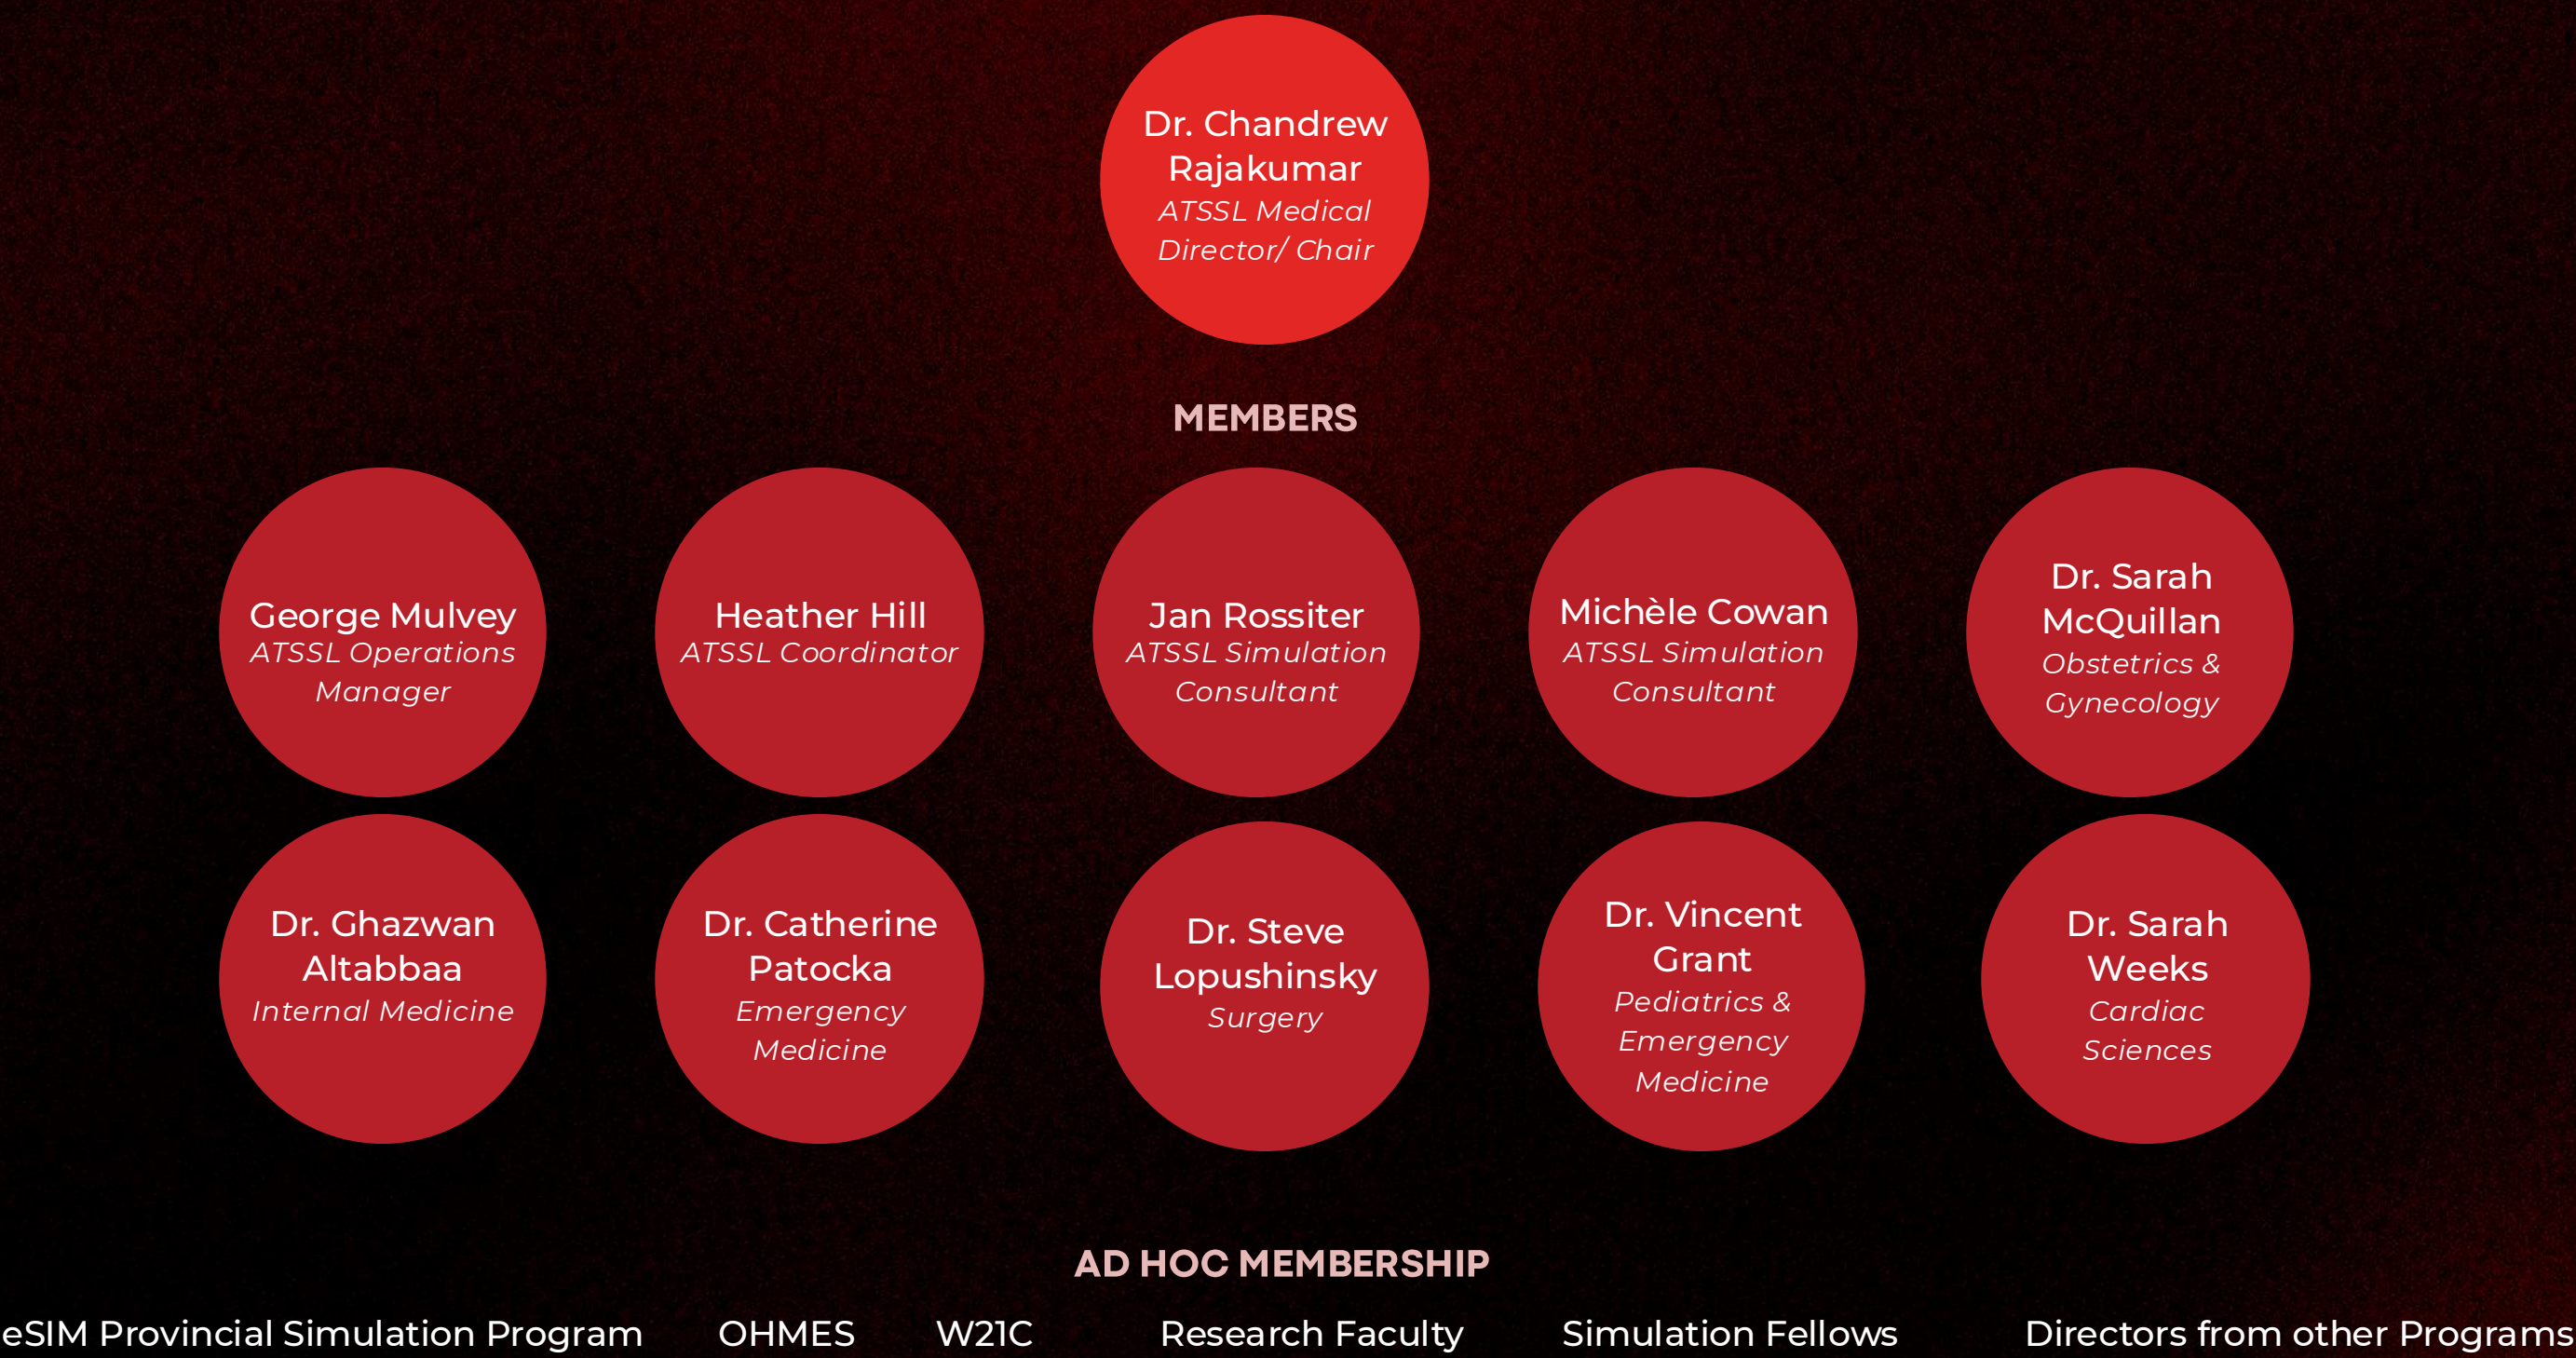 Dr. Chandrew
Rajakumar
ATSSL Medical
Director/ Chair
MEMBERS
George Mulvey
ATSSL Operations
Manager
Heather Hill
ATSSL Coordinator
Jan Rossiter
ATSSL Simulation
Consultant
Michèle Cowan
ATSSL Simulation
Consultant
Dr. Sarah
McQuillan
Obstetrics &
Gynecology
Dr. Ghazwan
Altabbaa
Internal Medicine
Dr. Catherine
Patocka
Emergency
Medicine
Dr. Steve
Lopushinsky
Surgery
Dr. Vincent
Grant
Pediatrics &
Emergency
Medicine
Dr. Sarah
Weeks
Cardiac
Sciences
AD HOC MEMBERSHIP
eSIM Provincial Simulation Program
OHMES
W21C
Research Faculty
Simulation Fellows
Directors from other Programs